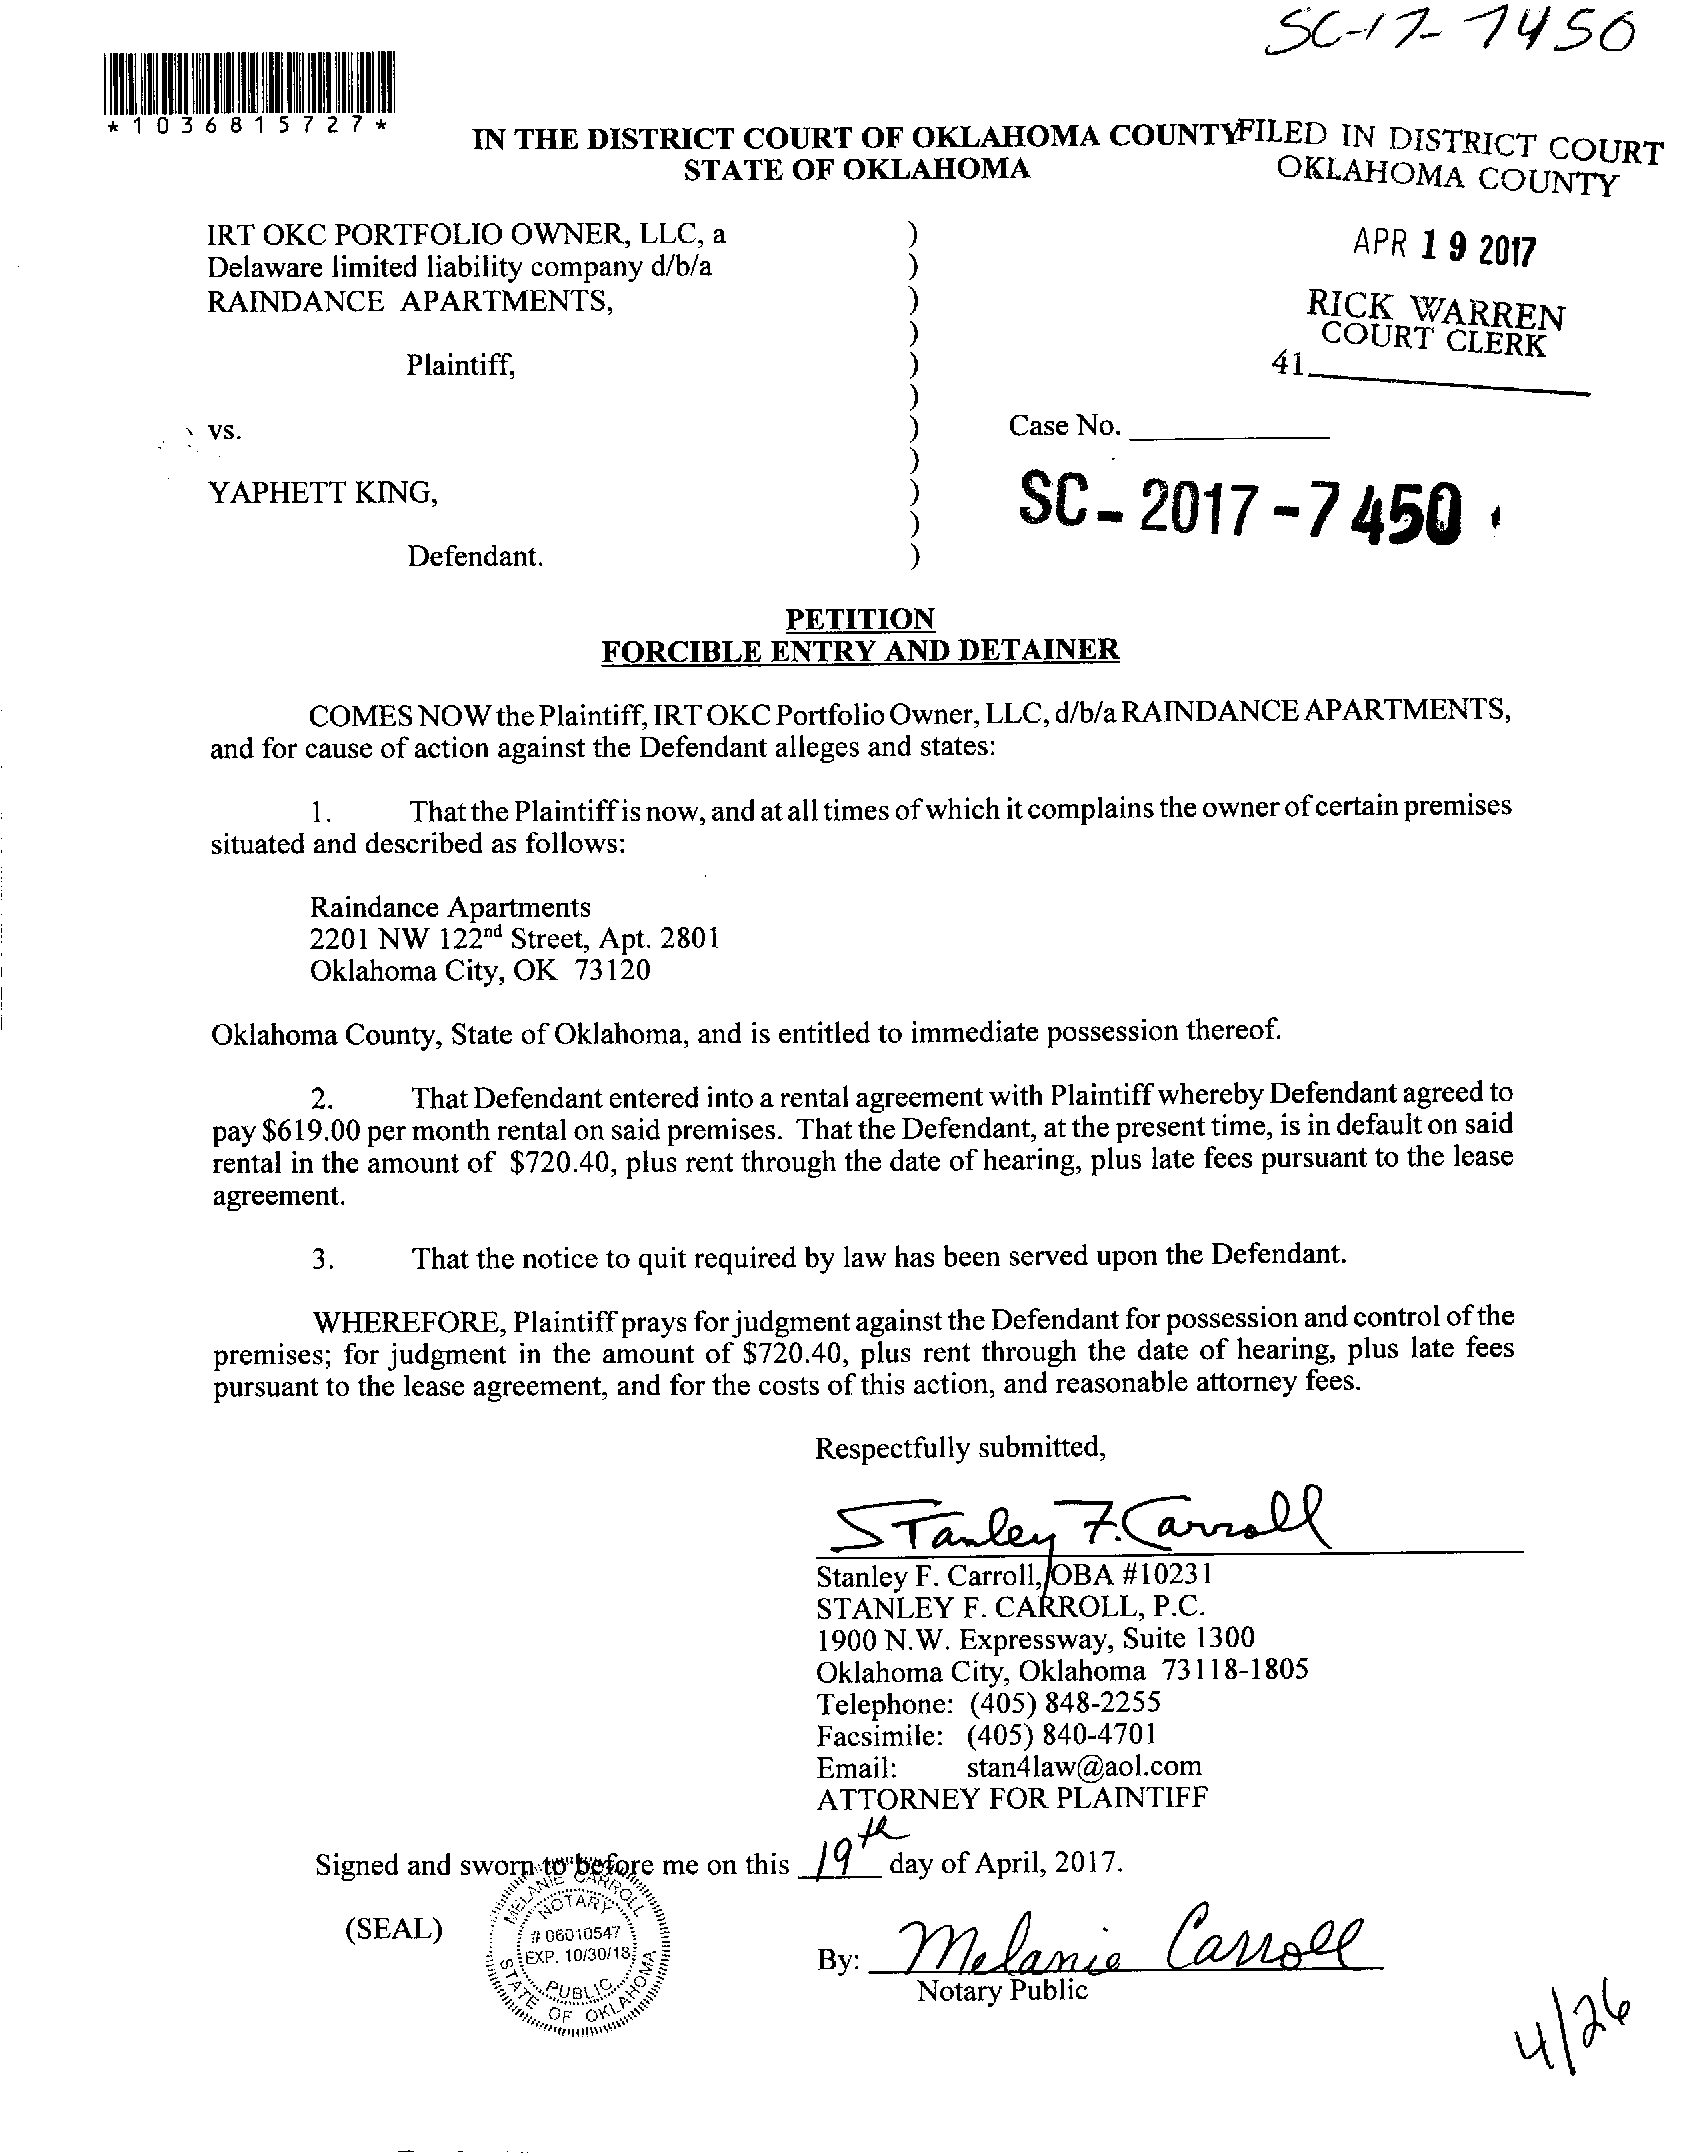 SC-17-7450
*1036815727*
IN THE DISTRICT COURT OF OKLAHOMA COUNTY
STATE OF OKLAHOMA
FILED IN DISTRICT COURT
OKLAHOMA COUNTY
APR 19 2017
RICK WARREN
COURT CLERK
41
IRT OKC PORTFOLIO OWNER, LLC, a )
Delaware limited liability company d/b/a )
RAINDANCE APARTMENTS, )
)
Plaintiff, )
)
vs. )
)
YAPHETT KING, )
)
Defendant. )
Case No.
SC-2017-7450
PETITION
FORCIBLE ENTRY AND DETAINER
COMES NOW the Plaintiff, IRT OKC Portfolio Owner, LLC, d/b/a RAINDANCE APARTMENTS,
and for cause of action against the Defendant alleges and states:
1. That the Plaintiff is now, and at all times of which it complains the owner of certain premises
situated and described as follows:
Raindance Apartments
2201 NW 122nd Street, Apt. 2801
Oklahoma City, OK 73120
Oklahoma County, State of Oklahoma, and is entitled to immediate possession thereof.
2. That Defendant entered into a rental agreement with Plaintiff whereby Defendant agreed to
pay $619.00 per month rental on said premises. That the Defendant, at the present time, is in default on said
rental in the amount of $720.40, plus rent through the date of hearing, plus late fees pursuant to the lease
agreement.
3. That the notice to quit required by law has been served upon the Defendant.
WHEREFORE, Plaintiff prays for judgment against the Defendant for possession and control of the
premises; for judgment in the amount of $720.40, plus rent through the date of hearing, plus late fees
pursuant to the lease agreement, and for the costs of this action, and reasonable attorney fees.
Respectfully submitted,
Stanley F. Carroll
Stanley F. Carroll, OBA #10231
STANLEY F. CARROLL, P.C.
1900 N.W. Expressway, Suite 1300
Oklahoma City, Oklahoma 73118-1805
Telephone: (405) 848-2255
Facsimile: (405) 840-4701
Email: stan4law@aol.com
ATTORNEY FOR PLAINTIFF
Signed and sworn to before me on this 19th day of April, 2017.
(SEAL)
MELANIE CARROLL
NOTARY
# 06010547
EXP. 10/30/18
PUBLIC
STATE OF OKLAHOMA
By: Melanie Carroll
Notary Public
4/26